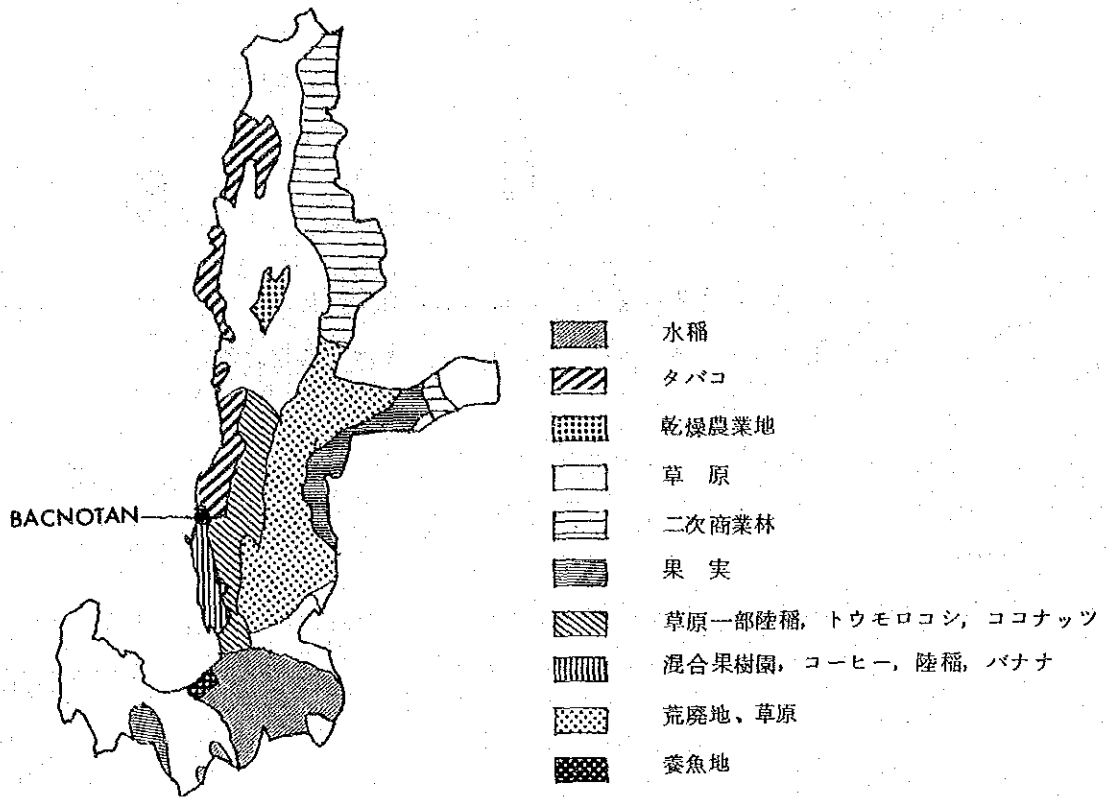 水稲
タバコ
乾燥農業地
草 原
BACNOTAN
二次商業林
果 実
草原一部陸稲, トウモロコシ, ココナッツ
混合果樹園, コーヒー, 陸稲, バナナ
荒廃地、草原
養魚地